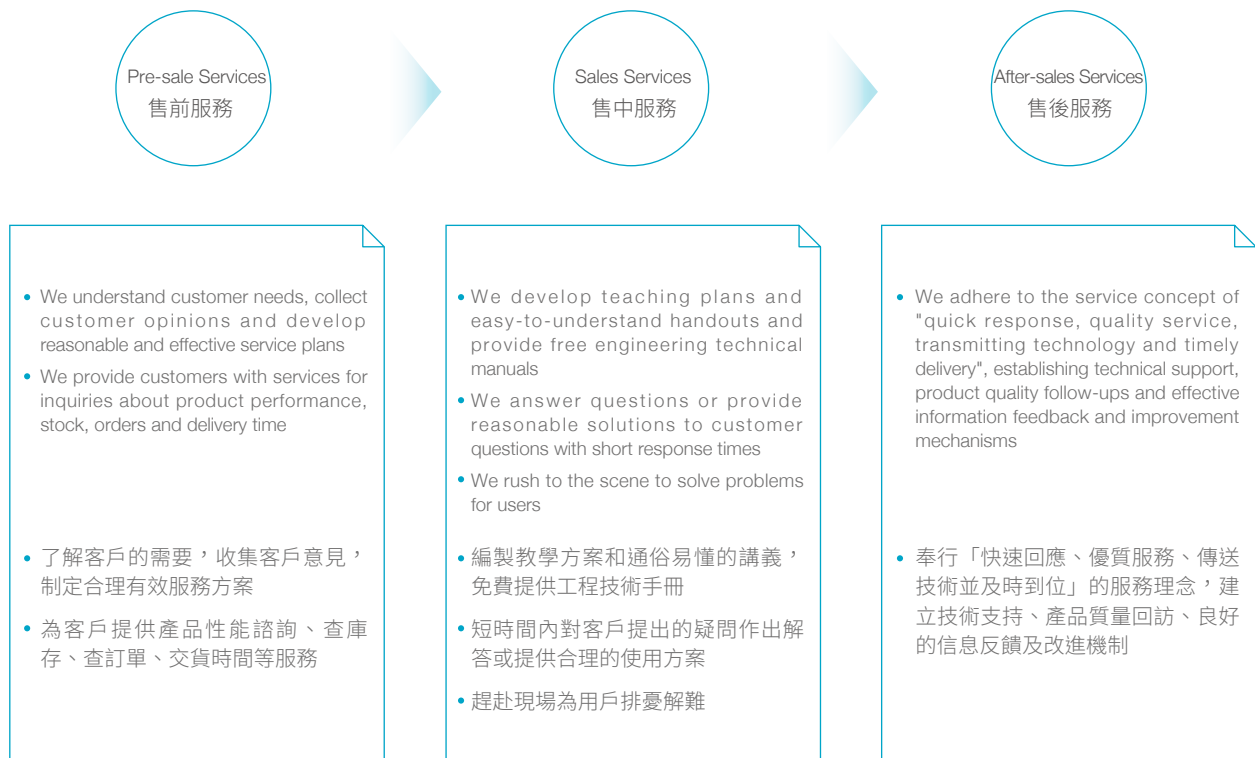 Pre-sale Services
售前服務
Sales Services
售中服務
After-sales Services
售後服務
• We understand customer needs, collect
customer opinions and develop
reasonable and effective service plans
• We provide customers with services for
inquiries about product performance,
stock, orders and delivery time
• 了解客戶的需要，收集客戶意見，
制定合理有效服務方案
• 為客戶提供產品性能諮詢、查庫
存、查訂單、交貨時間等服務
• We develop teaching plans and
easy-to-understand handouts and
provide free engineering technical
manuals
• We answer questions or provide
reasonable solutions to customer
questions with short response times
• We rush to the scene to solve problems
for users
• 編製教學方案和通俗易懂的講義，
免費提供工程技術手冊
• 短時間內對客戶提出的疑問作出解
答或提供合理的使用方案
• 趕赴現場為用戶排憂解難
• We adhere to the service concept of
"quick response, quality service,
transmitting technology and timely
delivery", establishing technical support,
product quality follow-ups and effective
information feedback and improvement
mechanisms
• 奉行「快速回應、優質服務、傳送
技術並及時到位」的服務理念，建
立技術支持、產品質量回訪、良好
的信息反饋及改進機制